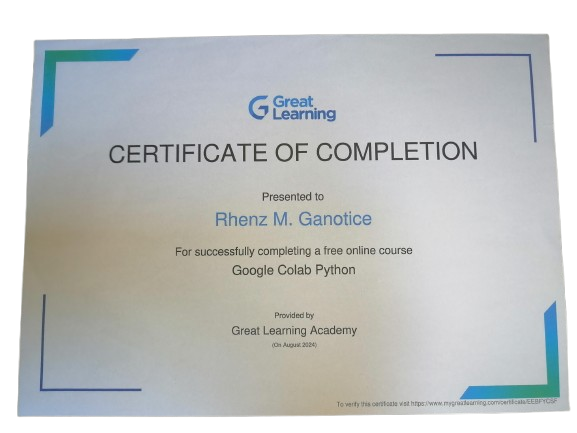 Great
Learning
CERTIFICATE OF COMPLETION
Presented to
Rhenz M. Ganotice
For successfully completing a free online course
Google Colab Python
Provided by
Great Learning Academy
(On August 2024)
To verify this certificate visit https://www.mygreatlearning.com/certificate/